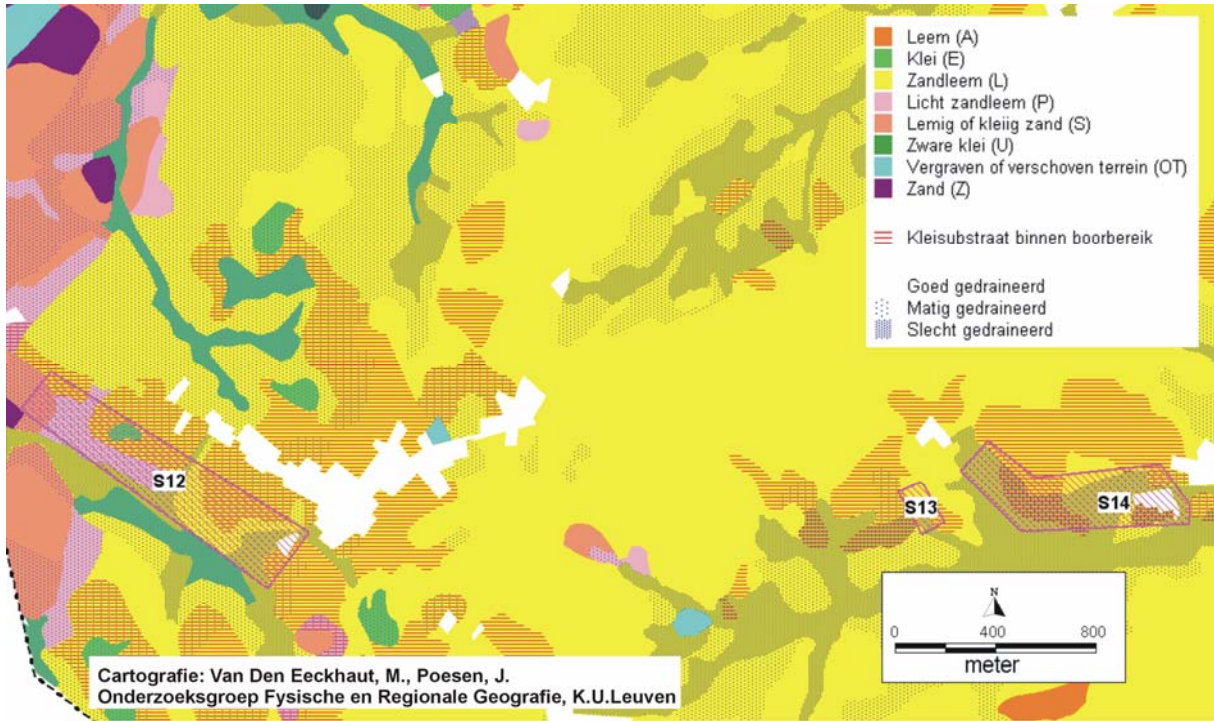 Leem (A)
Klei (E)
Zandleem (L)
Licht zandleem (P)
Lemig of kleiig zand (S)
Zware klei (U)
Vergraven of verschoven terrein (OT)
Zand (Z)
Kleisubstraat binnen boorbereik
Goed gedraineerd
Matig gedraineerd
Slecht gedraineerd
S12
S13
S14
N
0 400 800
meter
Cartografie: Van Den Eeckhaut, M., Poesen, J.
Onderzoeksgroep Fysische en Regionale Geografie, K.U.Leuven